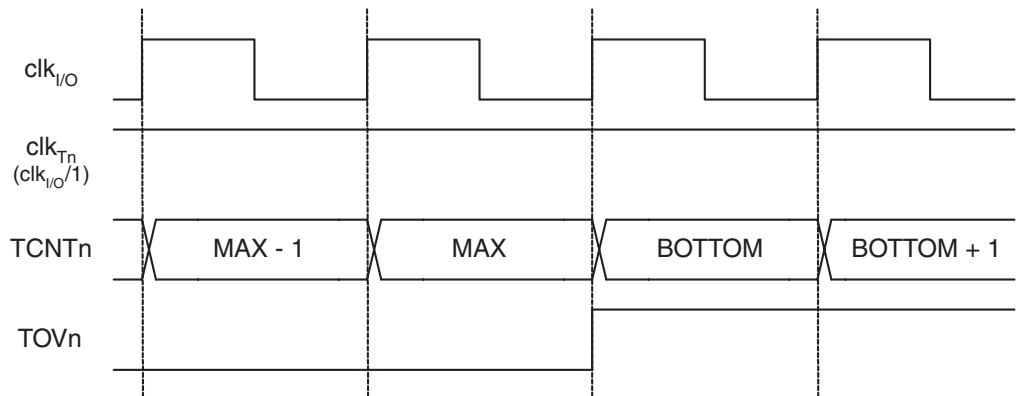 clkI/O
clkTn
(clkI/O/1)
TCNTn MAX - 1 MAX BOTTOM BOTTOM + 1
TOVn